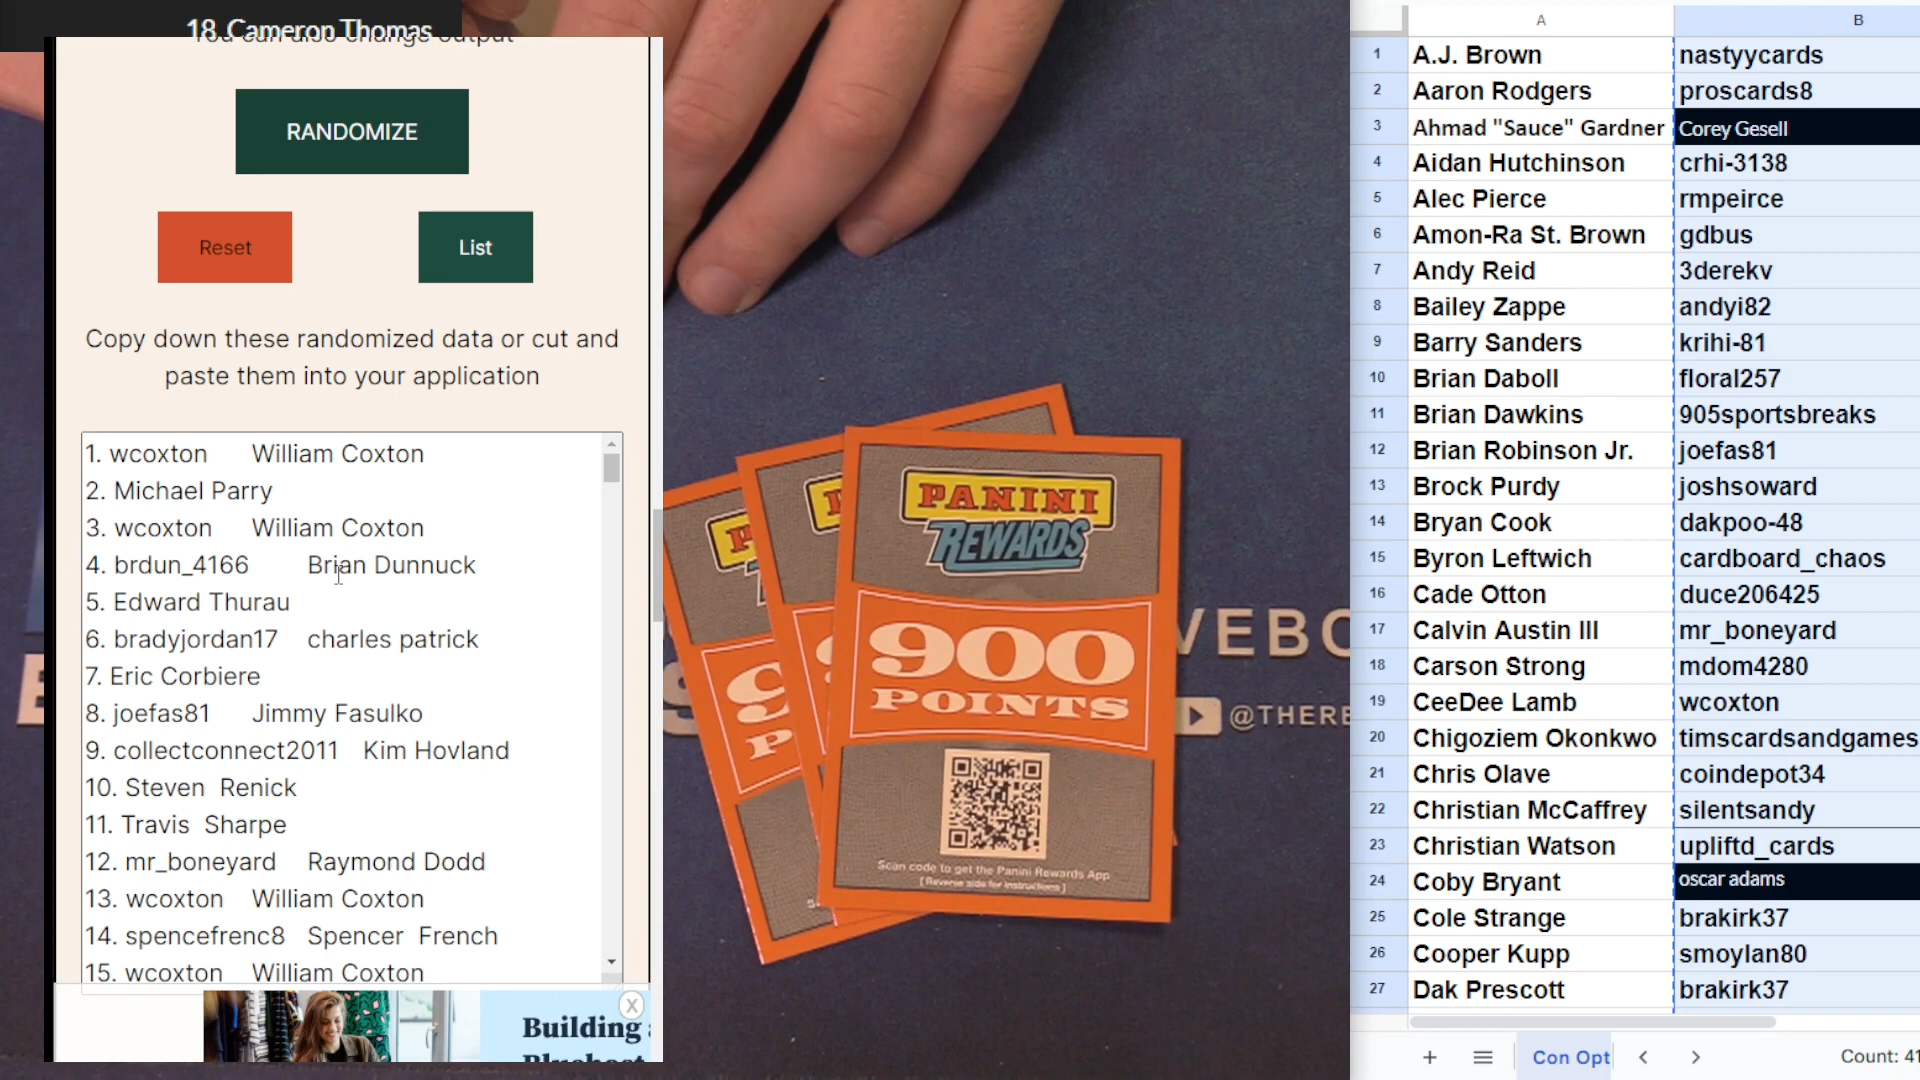 18. Cameron Thomas
You can also change output
RANDOMIZE
Reset
List
Copy down these randomized data or cut and
paste them into your application
1. wcoxton William Coxton
2. Michael Parry
3. wcoxton William Coxton
4. brdun_4166 Brian Dunnuck
5. Edward Thurau
6. bradyjordan17 charles patrick
7. Eric Corbiere
8. joefas81 Jimmy Fasulko
9. collectconnect2011 Kim Hovland
10. Steven Renick
11. Travis Sharpe
12. mr_boneyard Raymond Dodd
13. wcoxton William Coxton
14. spencefrenc8 Spencer French
15. wcoxton William Coxton
X
Building
PANINI
REWARDS
900
POINTS
Scan code to get the Panini Rewards App
[ Reverse side for instructions ]
@THERE
A B
1 A.J. Brown nastyycards
2 Aaron Rodgers proscards8
3 Ahmad "Sauce" Gardner Corey Gesell
4 Aidan Hutchinson crhi-3138
5 Alec Pierce rmpeirce
6 Amon-Ra St. Brown gdbus
7 Andy Reid 3derekv
8 Bailey Zappe andyi82
9 Barry Sanders krihi-81
10 Brian Daboll floral257
11 Brian Dawkins 905sportsbreaks
12 Brian Robinson Jr. joefas81
13 Brock Purdy joshsoward
14 Bryan Cook dakpoo-48
15 Byron Leftwich cardboard_chaos
16 Cade Otton duce206425
17 Calvin Austin III mr_boneyard
18 Carson Strong mdom4280
19 CeeDee Lamb wcoxton
20 Chigoziem Okonkwo timscardsandgames
21 Chris Olave coindepot34
22 Christian McCaffrey silentsandy
23 Christian Watson upliftd_cards
24 Coby Bryant oscar adams
25 Cole Strange brakirk37
26 Cooper Kupp smoylan80
27 Dak Prescott brakirk37
Con Opt
Count: 41